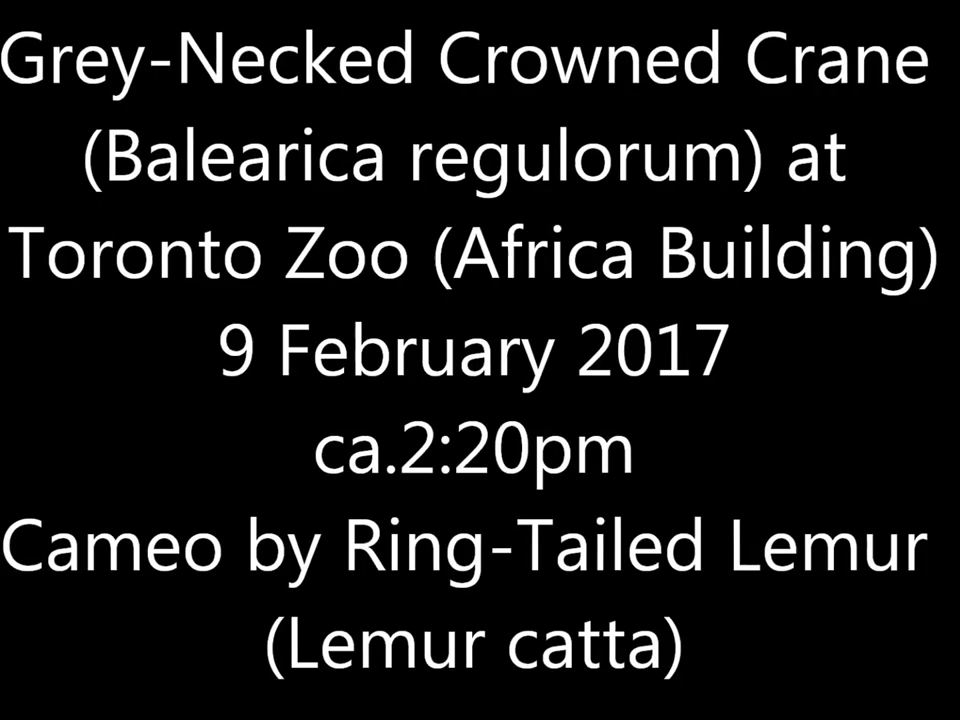 Grey-Necked Crowned Crane
(Balearica regulorum) at
Toronto Zoo (Africa Building)
9 February 2017
ca.2:20pm
Cameo by Ring-Tailed Lemur
(Lemur catta)